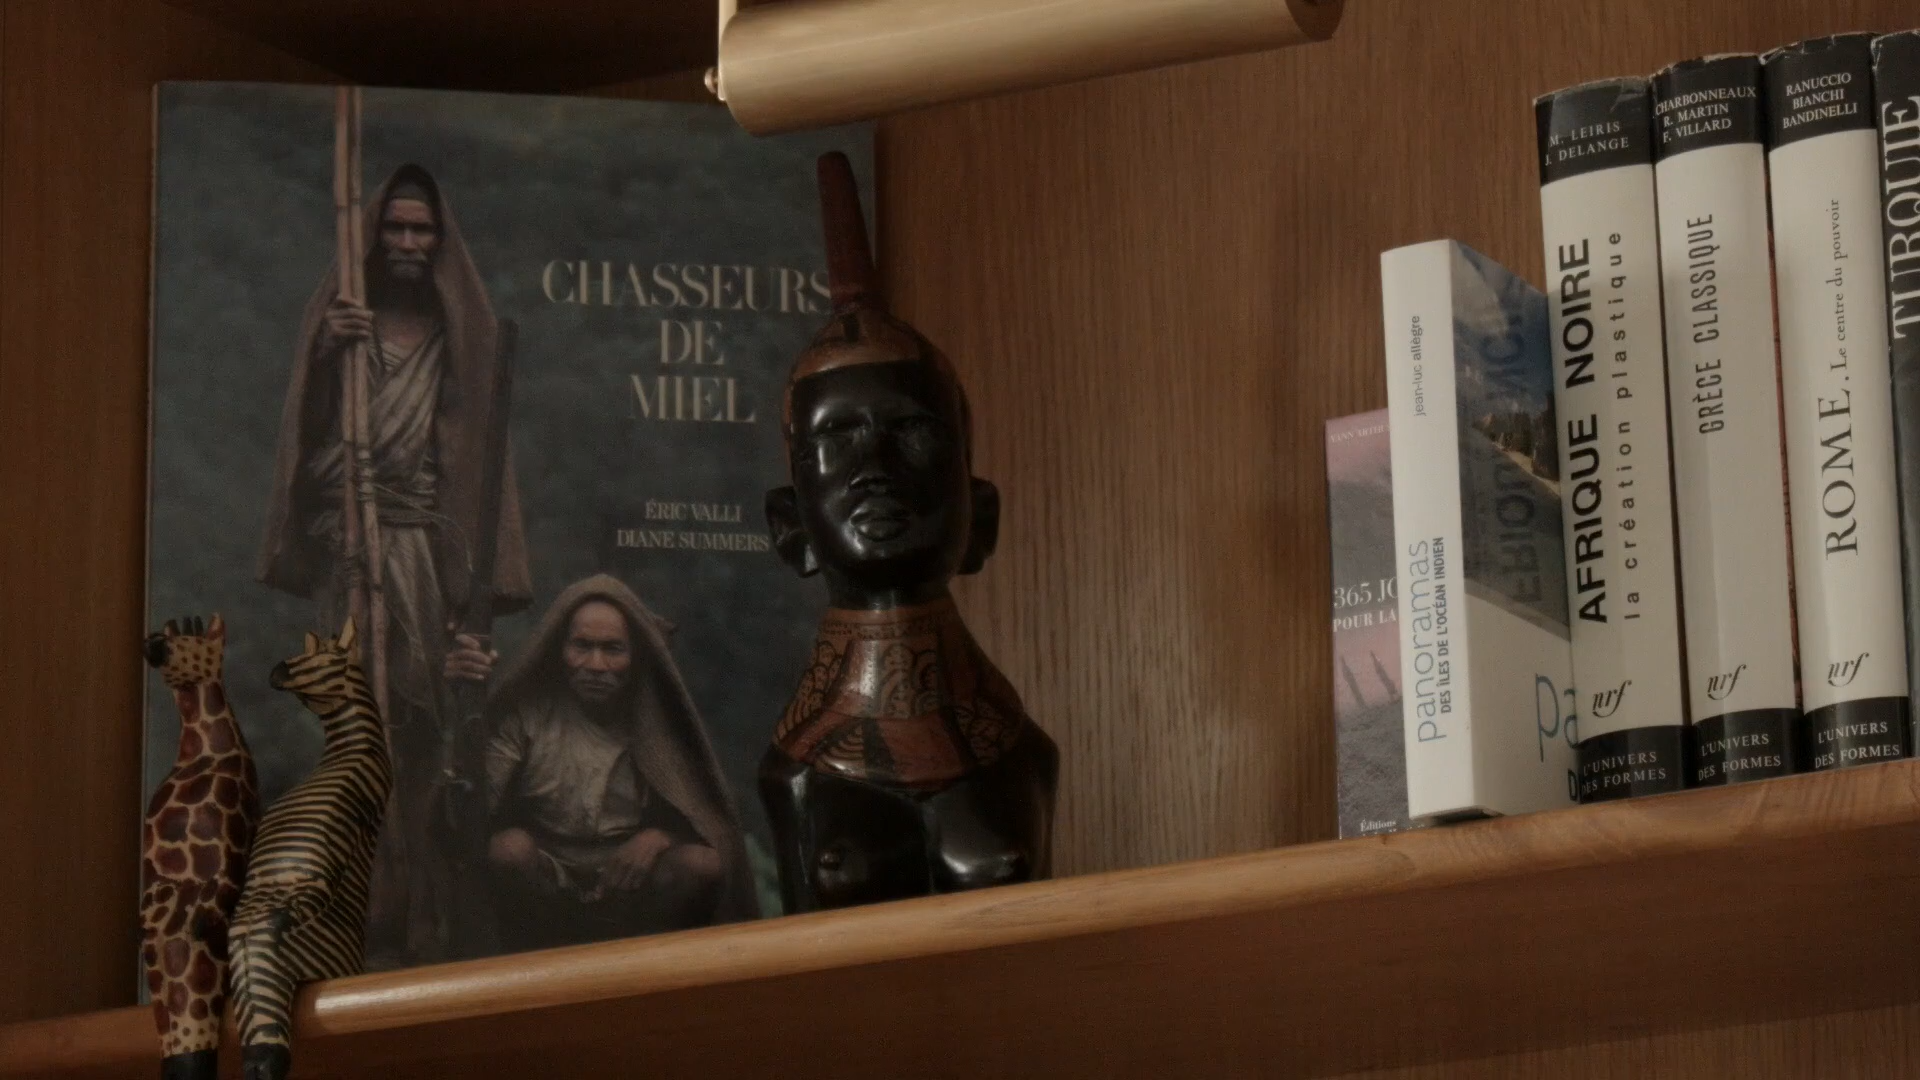 CHASSEURS
DE
MIEL
ÉRIC VALLI
DIANE SUMMERS
365
POUR LA
Éditions
jean-luc allègre
Panoramas
DES ÎLES DE L'OCÉAN INDIEN
M. LEIRIS
J. DELANGE
AFRIQUE NOIRE
la création plastique
nrf
L'UNIVERS
DES FORMES
CHARBONNEAUX
R. MARTIN
F. VILLARD
GRÈCE CLASSIQUE
nrf
L'UNIVERS
DES FORMES
RANUCCIO
BIANCHI
BANDINELLI
ROME. Le centre du pouvoir
nrf
L'UNIVERS
DES FORMES
TURQUIE